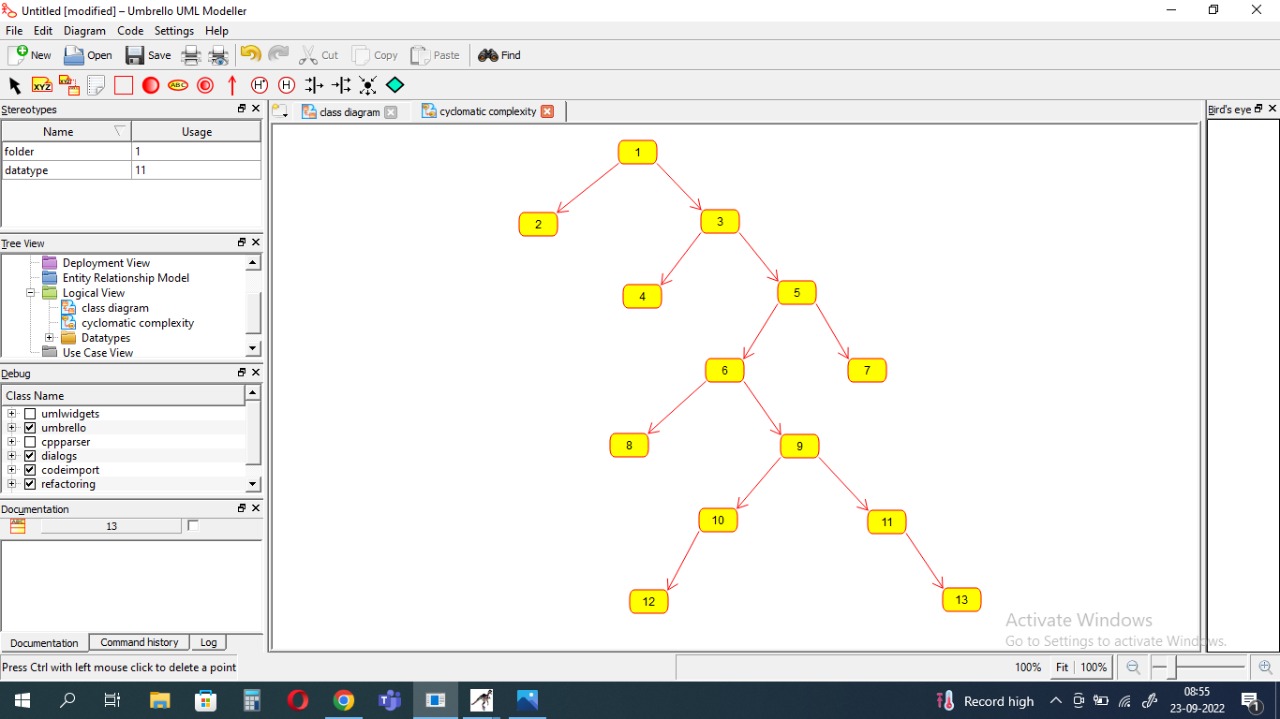 Untitled [modified] – Umbrello UML Modeller
File Edit Diagram Code Settings Help
New Open Save Cut Copy Paste Find
XYZ ABC H* H
Stereotypes
Name Usage
folder 1
datatype 11
Tree View
Deployment View
Entity Relationship Model
Logical View
class diagram
cyclomatic complexity
Datatypes
Use Case View
Debug
Class Name
umlwidgets
umbrello
cppparser
dialogs
codeimport
refactoring
Documentation
13
Documentation Command history Log
Press Ctrl with left mouse click to delete a point
class diagram cyclomatic complexity
1
2
3
4
5
6
7
8
9
10
11
12
13
Bird's eye
Activate Windows
Go to Settings to activate Windows.
100% Fit 100%
Record high
08:55
23-09-2022
1